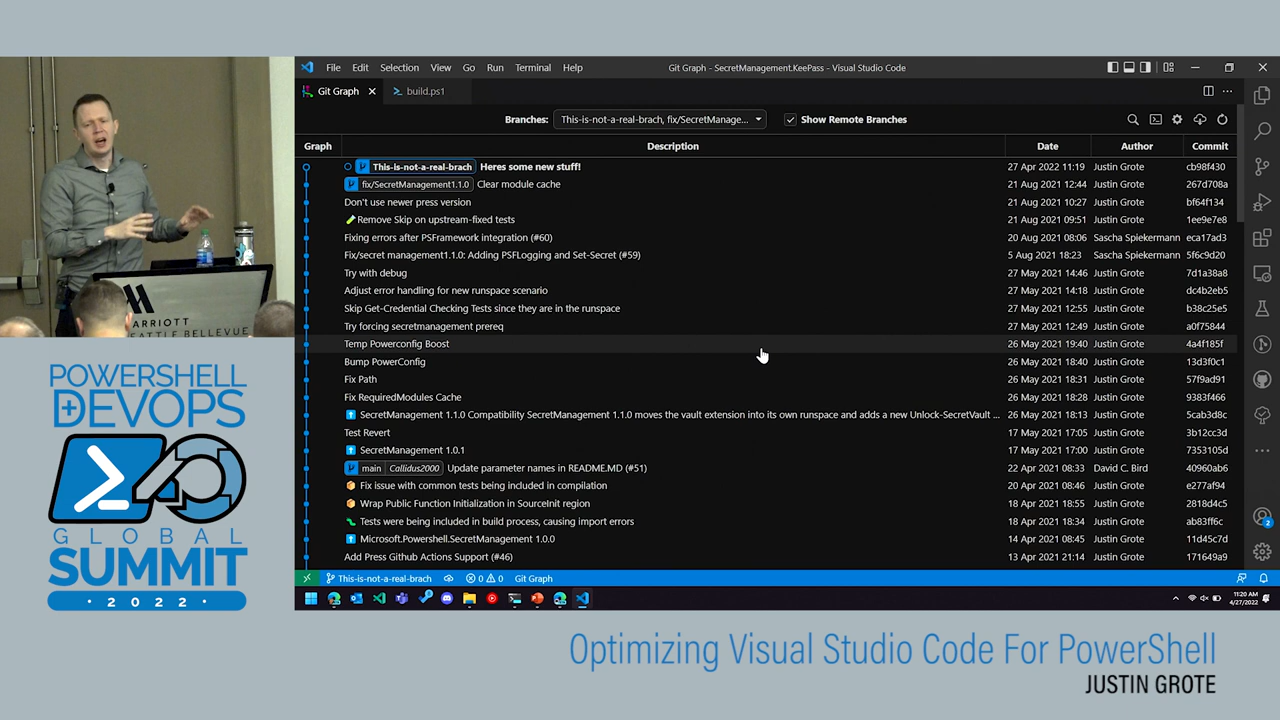 File Edit Selection View Go Run Terminal Help Git Graph - SecretManagement.KeePass - Visual Studio Code
Git Graph build.ps1
Branches: This-is-not-a-real-brach, fix/SecretManage... Show Remote Branches
Graph Description Date Author Commit
This-is-not-a-real-brach Heres some new stuff! 27 Apr 2022 11:19 Justin Grote cb98f430
fix/SecretManagement1.1.0 Clear module cache 21 Aug 2021 12:44 Justin Grote 267d708a
Don't use newer press version 21 Aug 2021 10:27 Justin Grote bf64f134
Remove Skip on upstream-fixed tests 21 Aug 2021 09:51 Justin Grote 1ee9e7e8
Fixing errors after PSFramework integration (#60) 20 Aug 2021 08:06 Sascha Spiekermann eca17ad3
Fix/secret management1.1.0: Adding PSFLogging and Set-Secret (#59) 5 Aug 2021 18:23 Sascha Spiekermann 5f6c9d20
Try with debug 27 May 2021 14:46 Justin Grote 7d1a38a8
Adjust error handling for new runspace scenario 27 May 2021 14:18 Justin Grote dc4b2eb5
Skip Get-Credential Checking Tests since they are in the runspace 27 May 2021 12:55 Justin Grote b38c25e5
Try forcing secretmanagement prereq 27 May 2021 12:49 Justin Grote a0f75844
Temp Powerconfig Boost 26 May 2021 19:40 Justin Grote 4a4f185f
Bump PowerConfig 26 May 2021 18:40 Justin Grote 13d3f0c1
Fix Path 26 May 2021 18:31 Justin Grote 57f9ad91
Fix RequiredModules Cache 26 May 2021 18:28 Justin Grote 9383f466
SecretManagement 1.1.0 Compatibility SecretManagement 1.1.0 moves the vault extension into its own runspace and adds a new Unlock-SecretVault ... 26 May 2021 18:13 Justin Grote 5cab3d8c
Test Revert 17 May 2021 17:05 Justin Grote 3b12cc3d
SecretManagement 1.0.1 17 May 2021 17:00 Justin Grote 7353105d
main Callidus2000 Update parameter names in README.MD (#51) 22 Apr 2021 08:33 David C. Bird 40960ab6
Fix issue with common tests being included in compilation 20 Apr 2021 08:46 Justin Grote e277af94
Wrap Public Function Initialization in SourceInit region 18 Apr 2021 18:55 Justin Grote 2818d4c5
Tests were being included in build process, causing import errors 18 Apr 2021 18:34 Justin Grote ab83ff6c
Microsoft.Powershell.SecretManagement 1.0.0 14 Apr 2021 08:45 Justin Grote 11d45c7d
Add Press Github Actions Support (#46) 13 Apr 2021 21:14 Justin Grote 171649a9
2
This-is-not-a-real-brach 0 0 Git Graph
11:20 AM
4/27/2022
ARRIOTT
EATTLE BELLEVUE
POWERSHELL
DEVOPS
GLOBAL
SUMMIT
· 2022 ·
Optimizing Visual Studio Code For PowerShell
JUSTIN GROTE